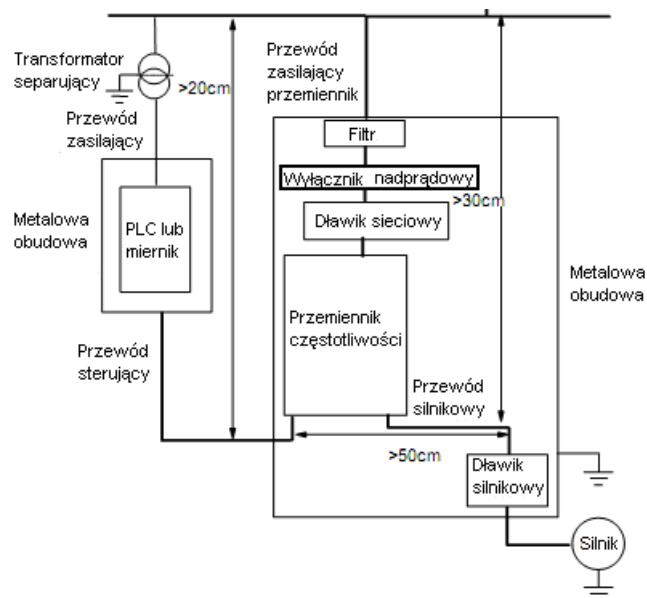 Transformator
separujący
>20cm
Przewód
zasilający
przemiennik
Przewód
zasilający
Filtr
Wyłącznik nadprądowy
>30cm
Dławik sieciowy
Metalowa
obudowa
PLC lub
miernik
Metalowa
obudowa
Przemiennik
częstotliwości
Przewód
sterujący
Przewód
silnikowy
>50cm
Dławik
silnikowy
Silnik